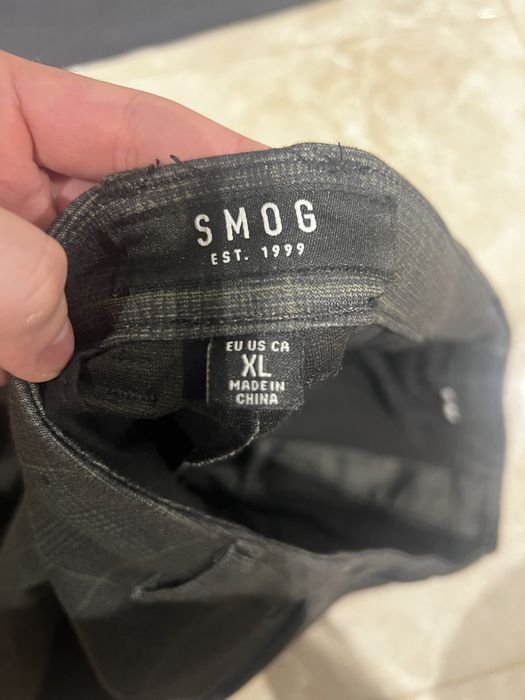 SMOG
EST. 1999
EU US CA
XL
MADE IN
CHINA